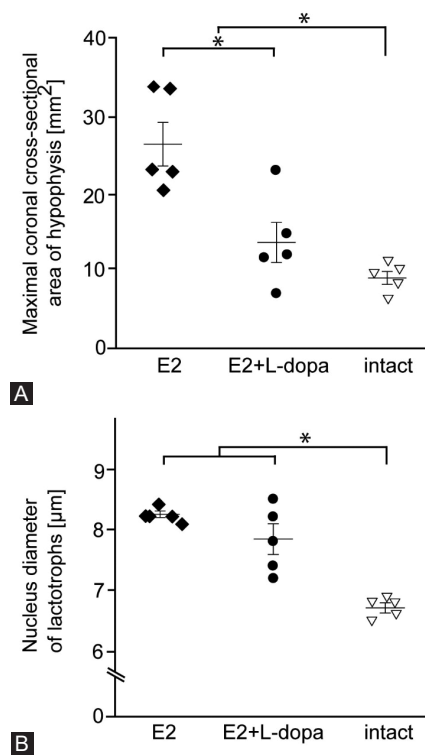 Maximal coronal cross-sectional
area of hypophysis [mm2]
40
30
20
10
0
*
*
E2
E2+L-dopa
intact
A
Nucleus diameter
of lactotrophs [µm]
9
8
7
6
0
*
E2
E2+L-dopa
intact
B